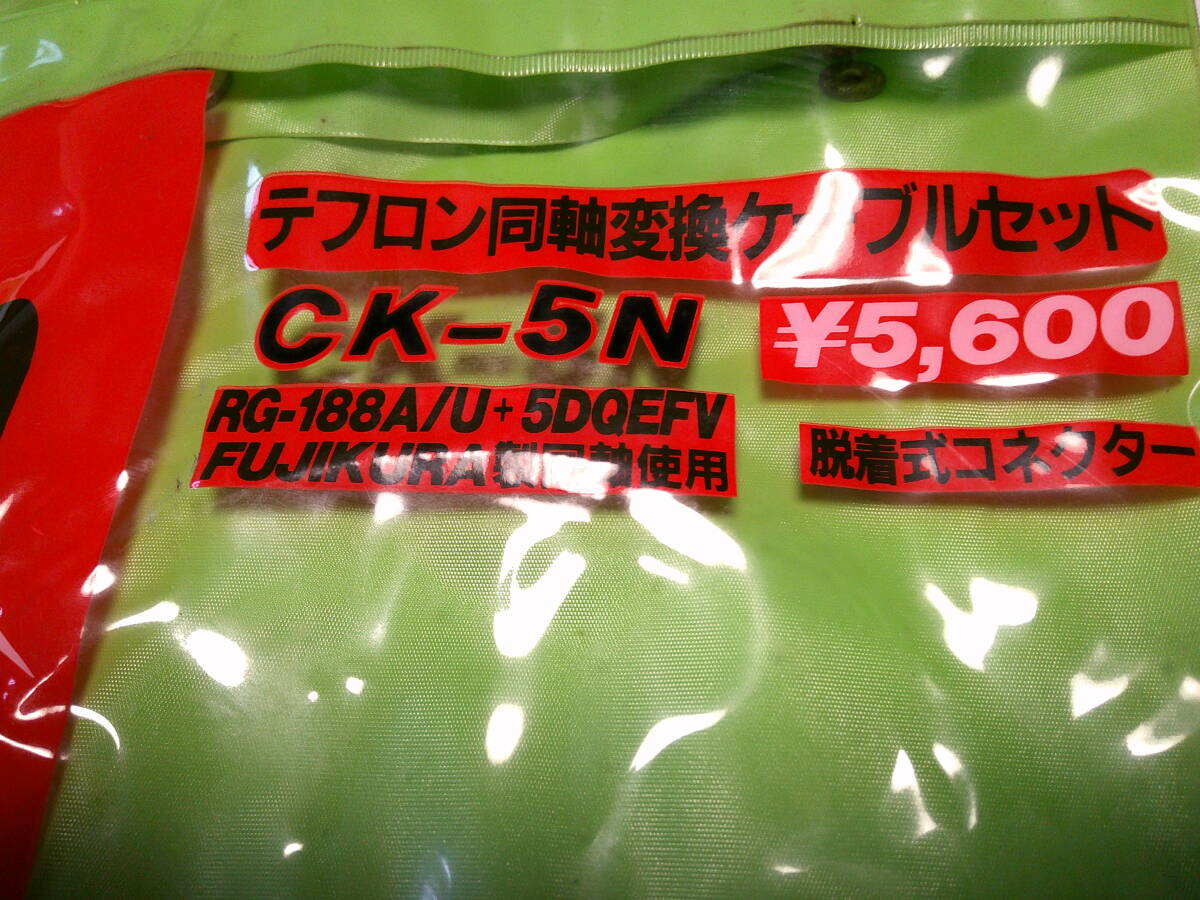 テフロン同軸変換ケーブルセット
CK-5N
¥5,600
RG-188A/U+5DQEFV
FUJIKURA製同軸使用
脱着式コネクター